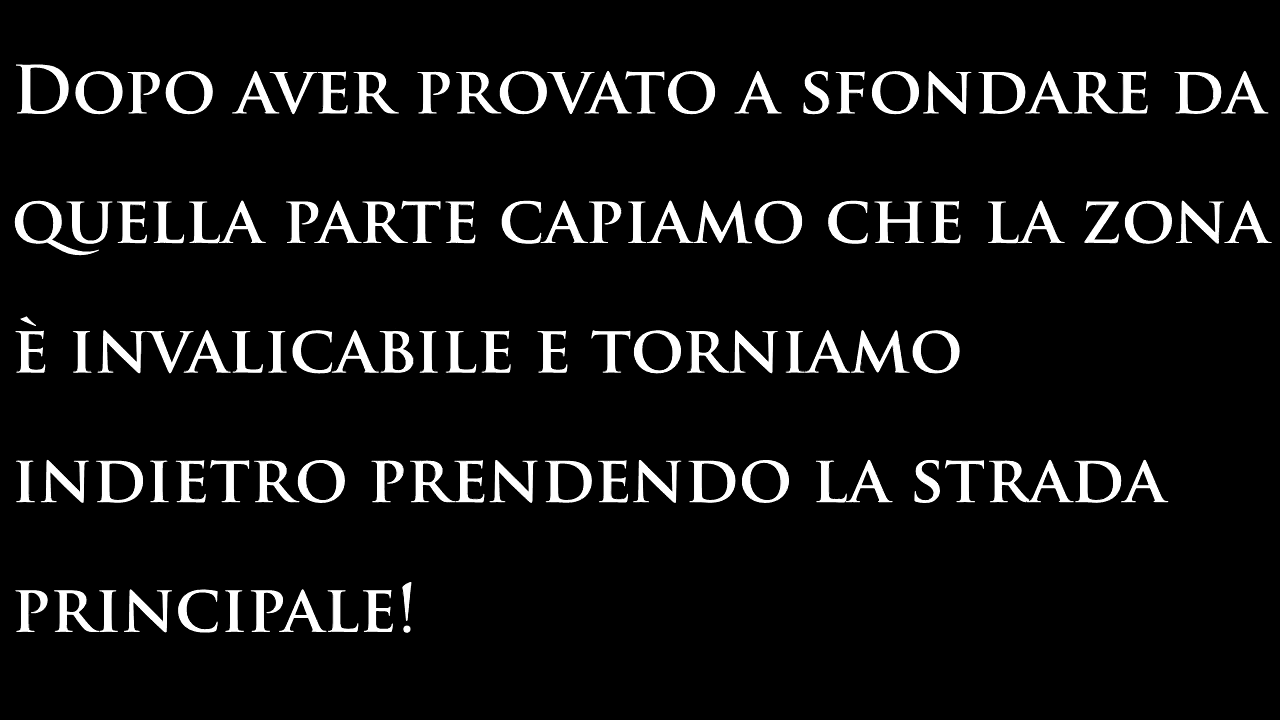 Dopo aver provato a sfondare da
quella parte capiamo che la zona
è invalicabile e torniamo
indietro prendendo la strada
principale!